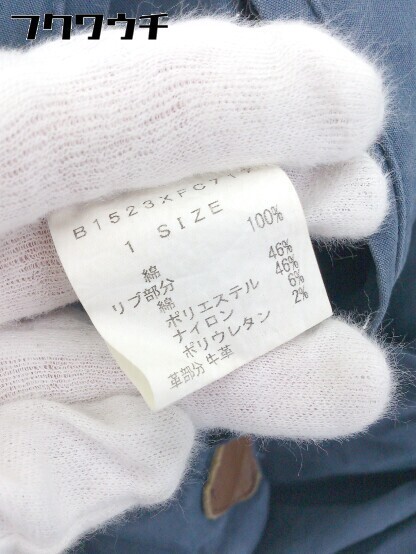 フクワウチ
B1523XFC71
1 SIZE
綿 100%
リブ部分
綿 46%
ポリエステル 46%
ナイロン 6%
ポリウレタン 2%
革部分 牛革